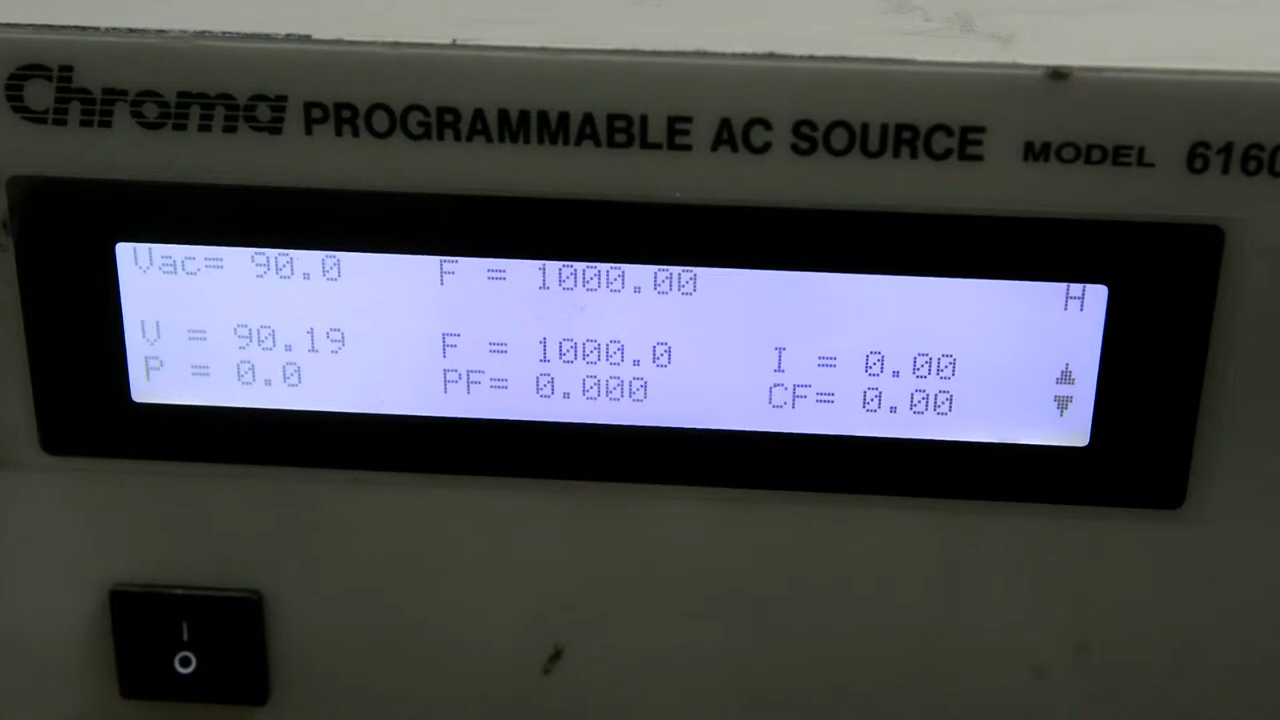 Chroma PROGRAMMABLE AC SOURCE MODEL 6160
Vac= 90.0 F = 1000.00 H
V = 90.19 F = 1000.0 I = 0.00
P = 0.0 PF= 0.000 CF= 0.00